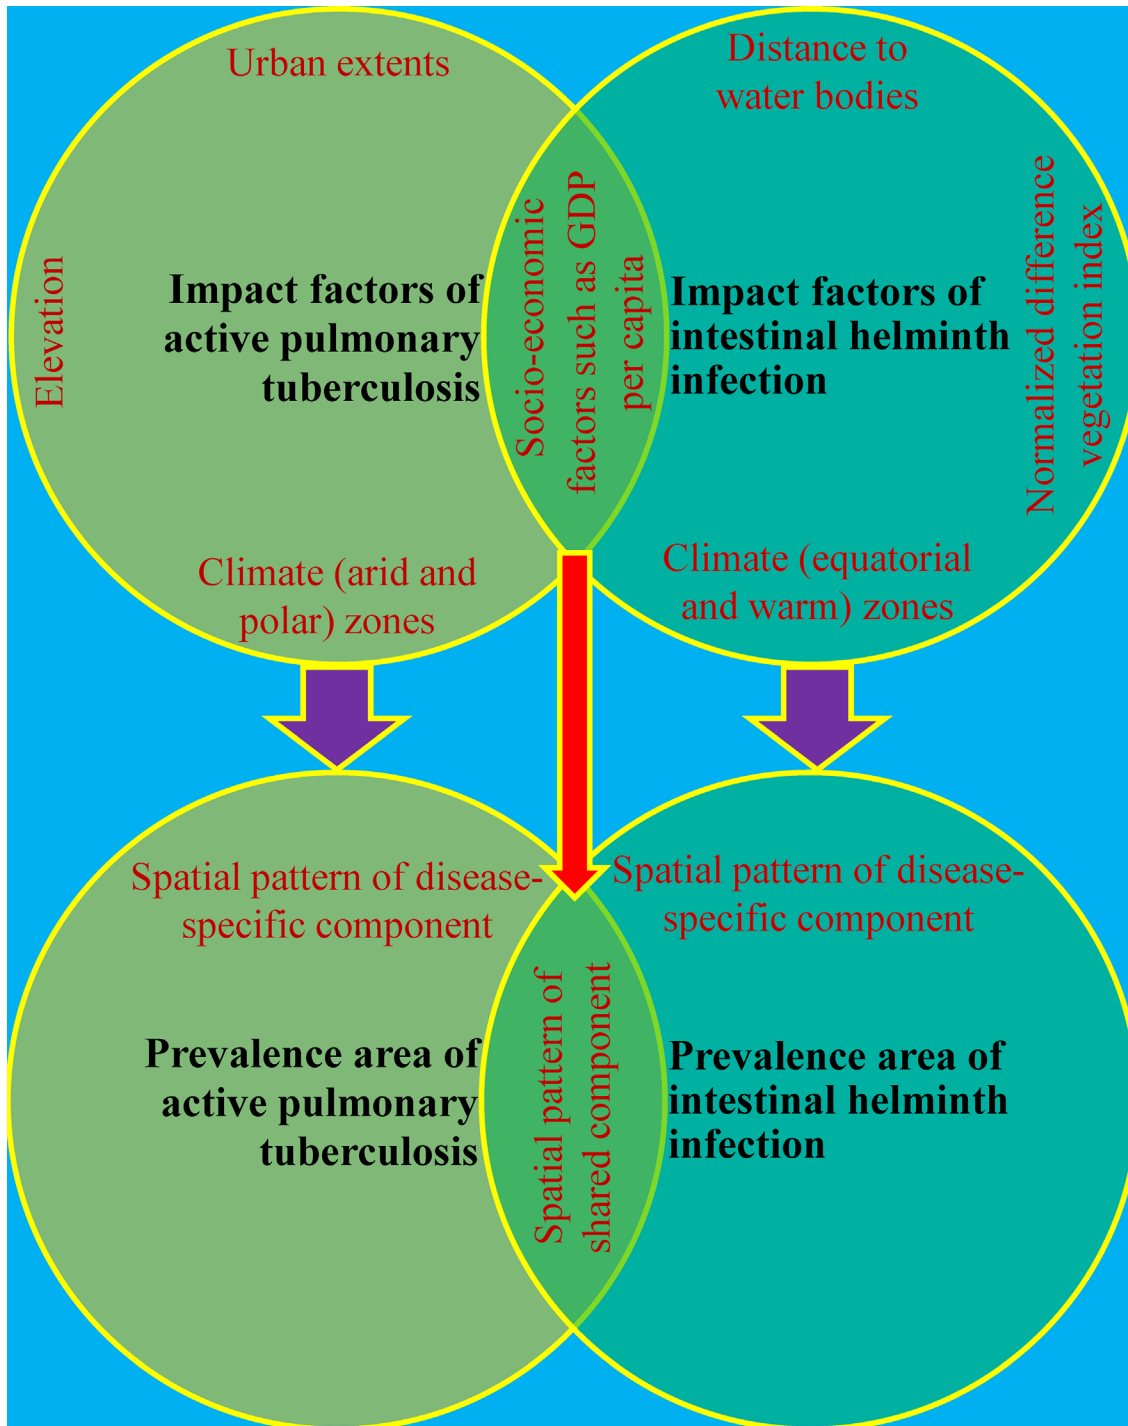 Urban extents
Distance to
water bodies
Elevation
Impact factors of
active pulmonary
tuberculosis
Socio-economic
factors such as GDP
per capita
Impact factors of
intestinal helminth
infection
Normalized difference
vegetation index
Climate (arid and
polar) zones
Climate (equatorial
and warm) zones
Spatial pattern of disease-
specific component
Spatial pattern of disease-
specific component
Prevalence area of
active pulmonary
tuberculosis
Spatial pattern of
shared component
Prevalence area of
intestinal helminth
infection